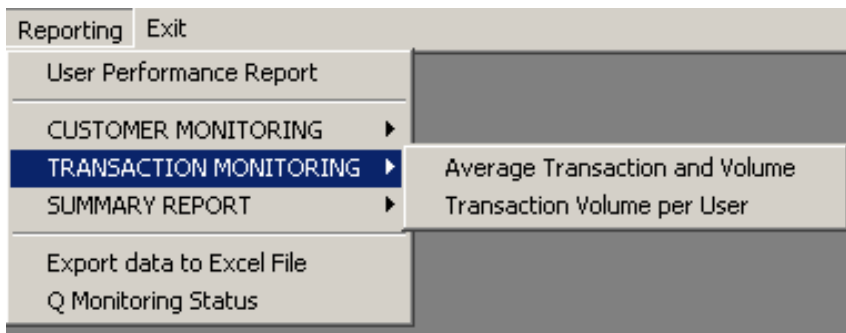 Reporting Exit
User Performance Report
CUSTOMER MONITORING
TRANSACTION MONITORING
Average Transaction and Volume
SUMMARY REPORT
Transaction Volume per User
Export data to Excel File
Q Monitoring Status